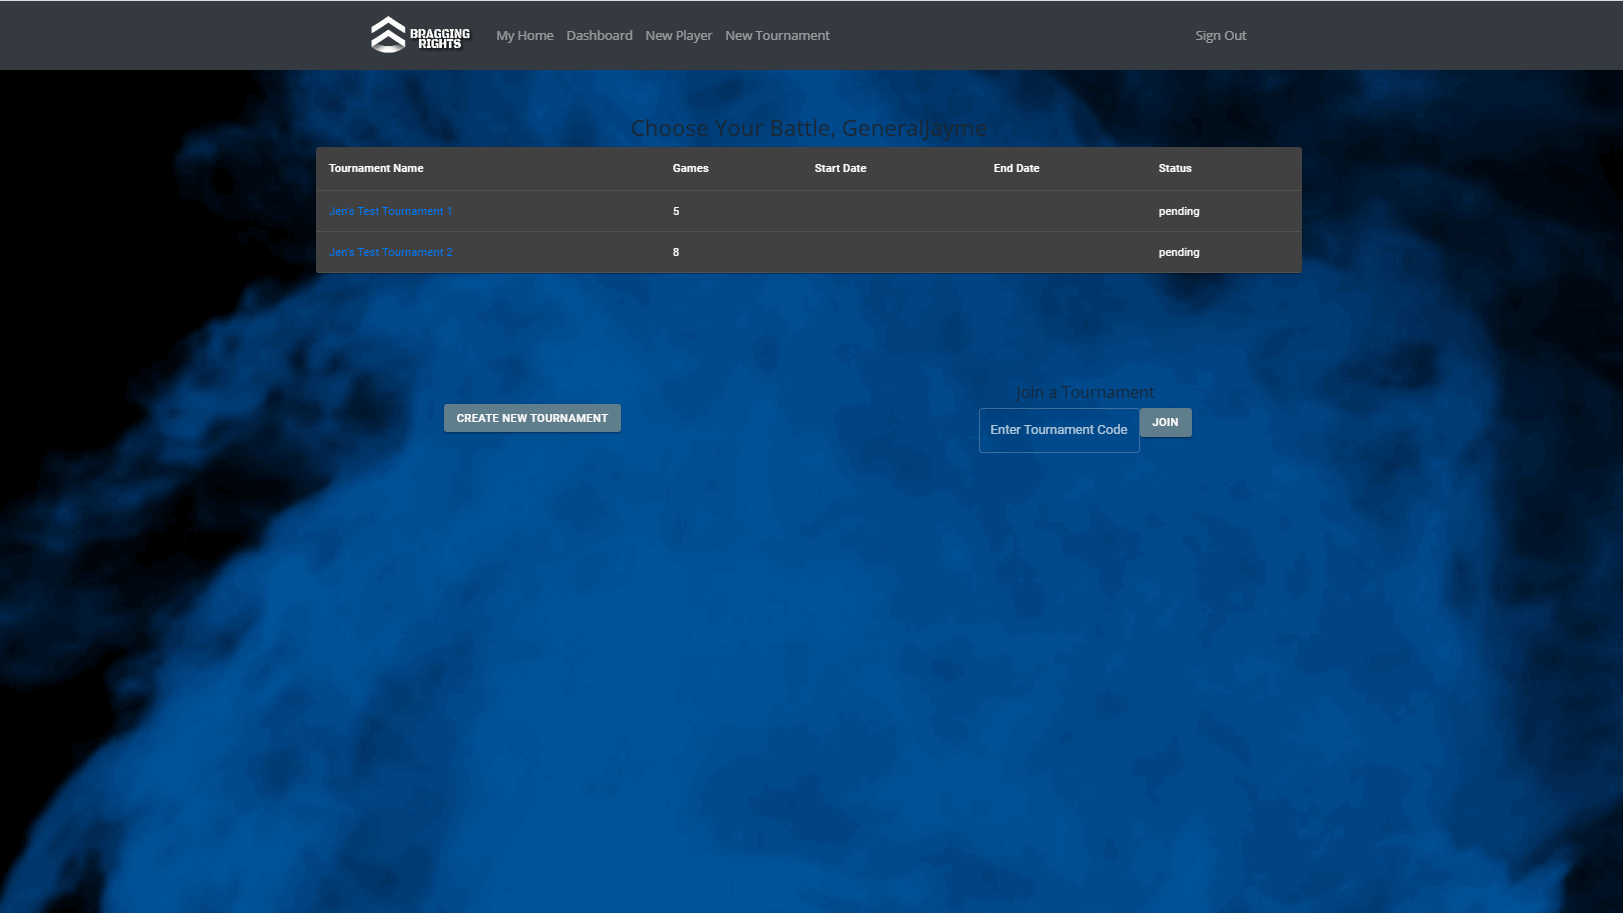 BRAGGING
RIGHTS
My Home Dashboard New Player New Tournament Sign Out
Choose Your Battle, GeneralJayme
Tournament Name Games Start Date End Date Status
Jen's Test Tournament 1 5 pending
Jen's Test Tournament 2 8 pending
Join a Tournament
CREATE NEW TOURNAMENT
Enter Tournament Code JOIN